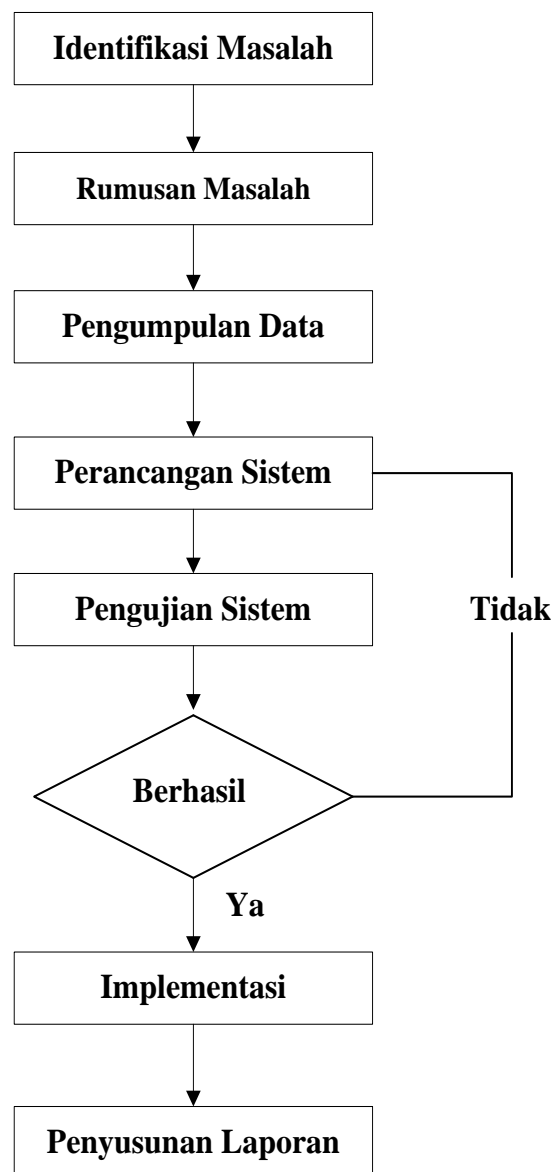 Identifikasi Masalah
Rumusan Masalah
Pengumpulan Data
Perancangan Sistem
Pengujian Sistem
Tidak
Berhasil
Ya
Implementasi
Penyusunan Laporan